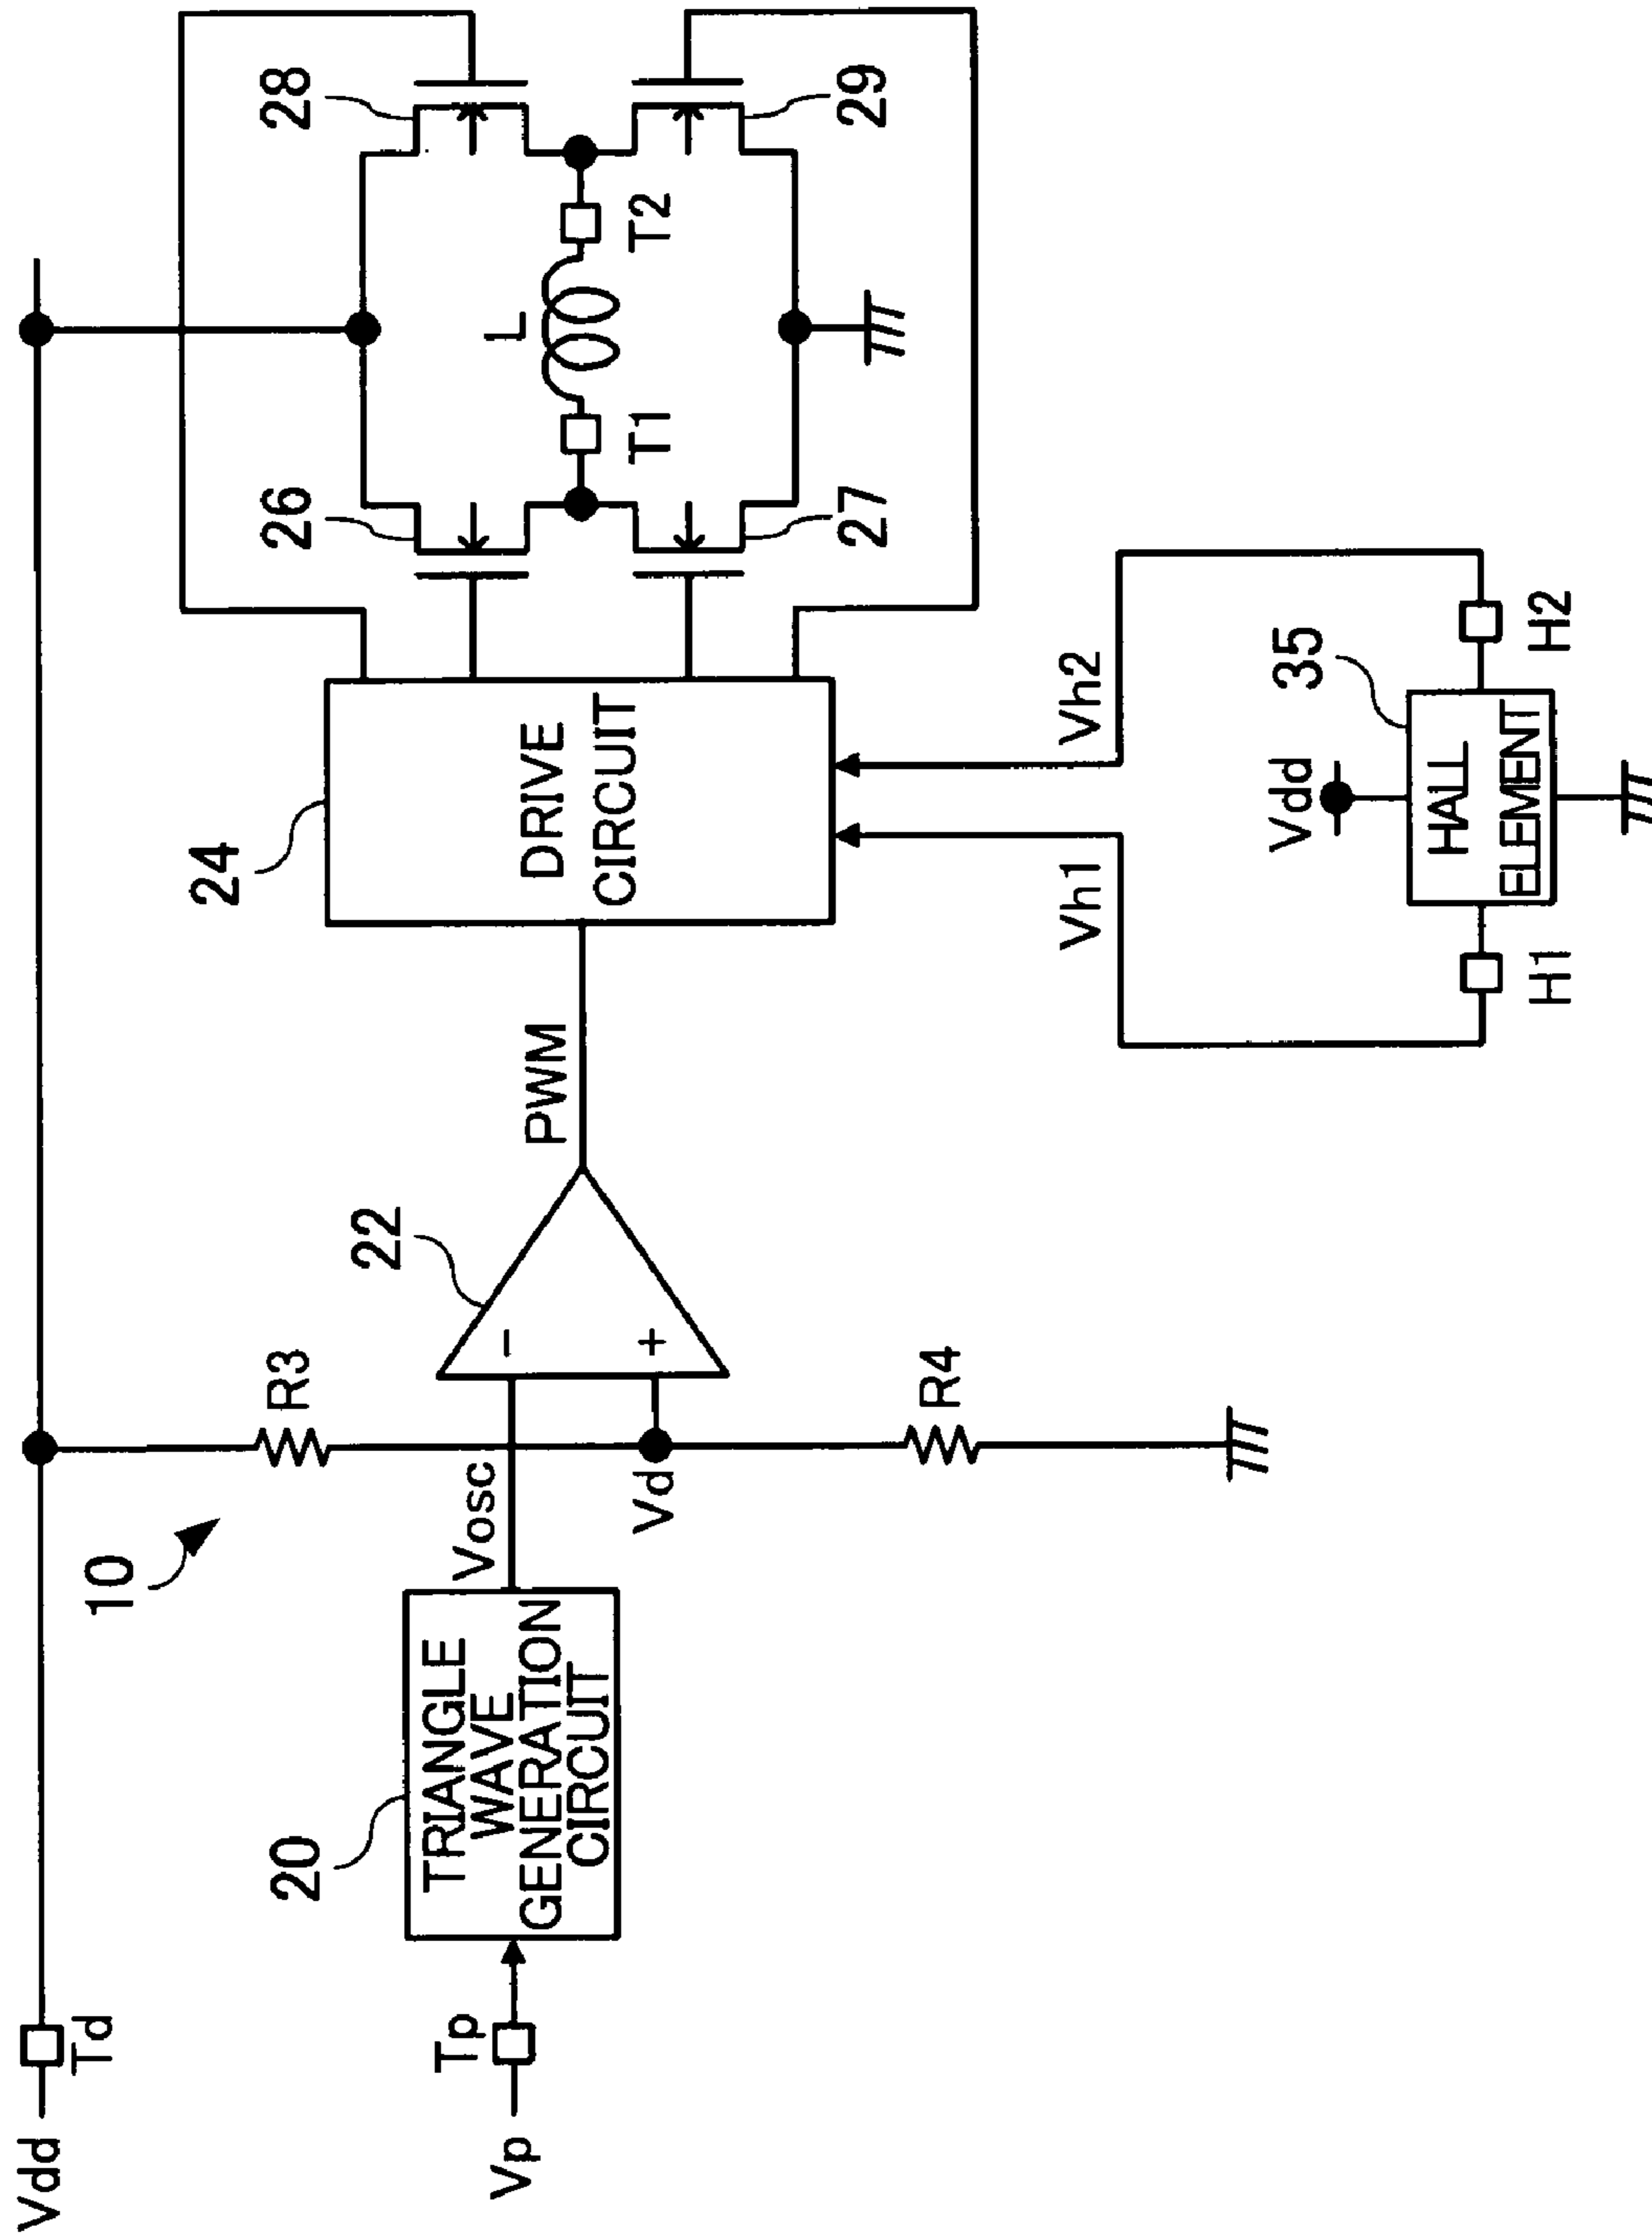 Vdd
Td
10
R3
28
26
L
T1
T2
29
27
24
DRIVE
CIRCUIT
22
PWM
-
+
Vosc
Vd
R4
20
TRIANGLE
WAVE
GENERATION
CIRCUIT
Tp
Vp
Vh1
Vh2
Vdd
35
HALL
ELEMENT
H1
H2